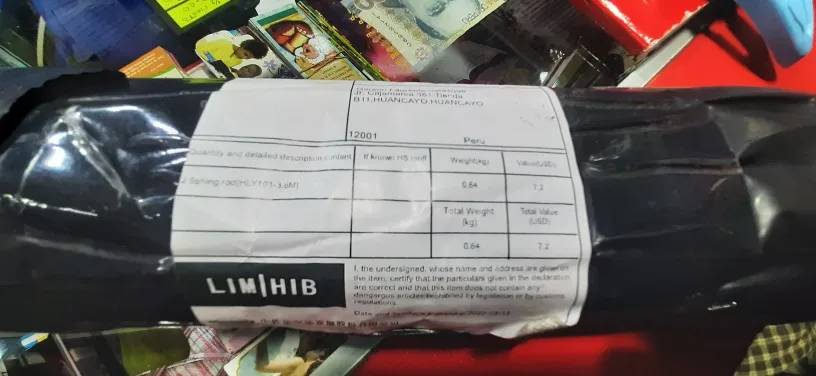 Jr. Cajamarca 361 Tienda
B11,HUANCAYO,HUANCAYO
12001 Peru
Quantity and detailed description content If known HS tariff Weight(kg) Value(USD)
fishing rod(HLY101-3.6M) 0.64 7.2
Total Weight (kg) Total Value (USD)
0.64 7.2
LIM|HIB
I, the undersigned, whose name and address are given on
the item, certify that the particulars given in the declaration
are correct and that this item does not contain any
dangerous articles prohibited by legislation or by customs
regulations
Date and